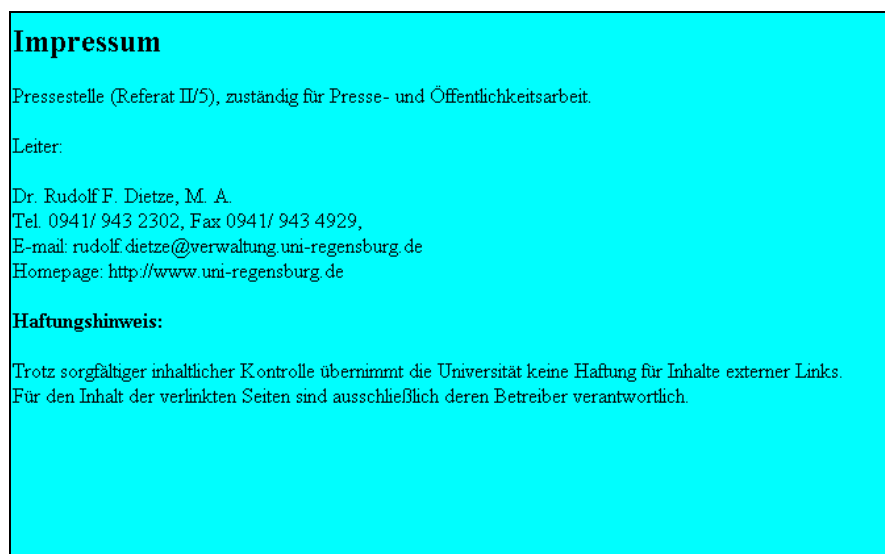 Impressum
Pressestelle (Referat II/5), zuständig für Presse- und Öffentlichkeitsarbeit.
Leiter:
Dr. Rudolf F. Dietze, M. A.
Tel. 0941/ 943 2302, Fax 0941/ 943 4929,
E-mail: rudolf.dietze@verwaltung.uni-regensburg.de
Homepage: http://www.uni-regensburg.de
Haftungshinweis:
Trotz sorgfältiger inhaltlicher Kontrolle übernimmt die Universität keine Haftung für Inhalte externer Links.
Für den Inhalt der verlinkten Seiten sind ausschließlich deren Betreiber verantwortlich.